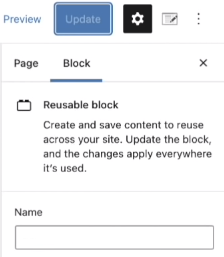 Preview Update
Page Block
Reusable block
Create and save content to reuse
across your site. Update the block,
and the changes apply everywhere
it's used.
Name